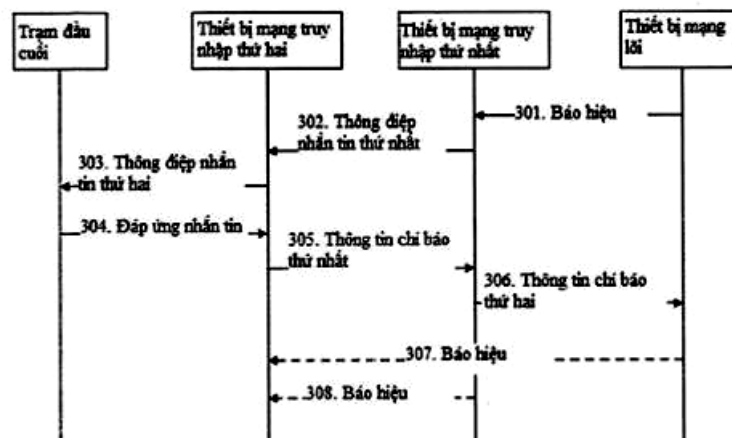 Trạm đầu
cuối
Thiết bị mạng truy
nhập thứ hai
Thiết bị mạng truy
nhập thứ nhất
Thiết bị mạng
lõi
301. Báo hiệu
302. Thông điệp
nhắn tin thứ nhất
303. Thông điệp nhắn
tin thứ hai
304. Đáp ứng nhắn tin
305. Thông tin chỉ báo
thứ nhất
306. Thông tin chỉ báo
thứ hai
307. Báo hiệu
308. Báo hiệu